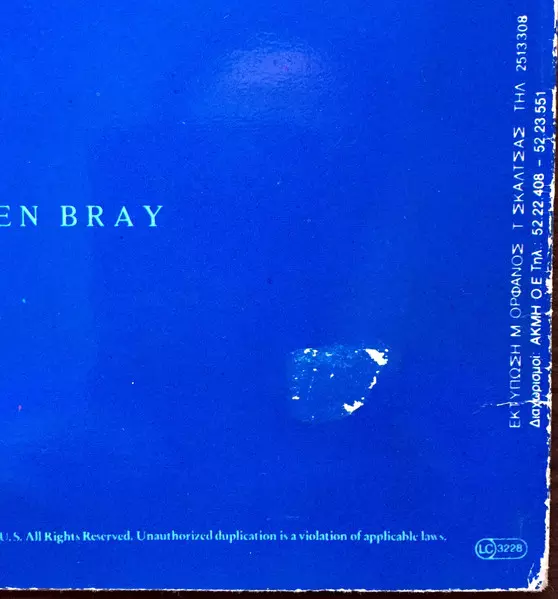 EN BRAY
U.S. All Rights Reserved. Unauthorized duplication is a violation of applicable laws.
LC 3228
ΕΚΤΥΠΩΣΗ Μ ΟΡΦΑΝΟΣ Τ ΣΚΑΛΤΣΑΣ ΤΗΛ 2513308
Διαχωρισμοί: ΑΚΜΗ Ο Ε Τηλ.: 52 22 408 - 52 23 551